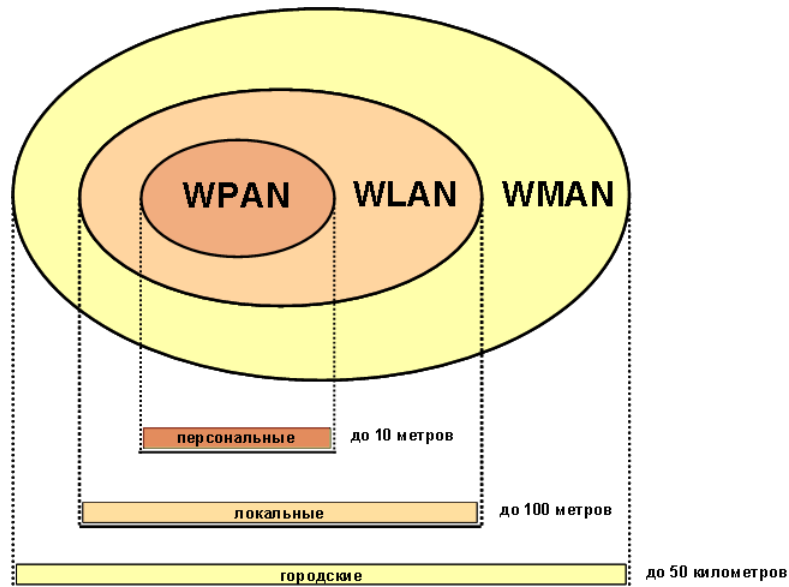 WPAN WLAN WMAN
персональные до 10 метров
локальные до 100 метров
городские до 50 километров